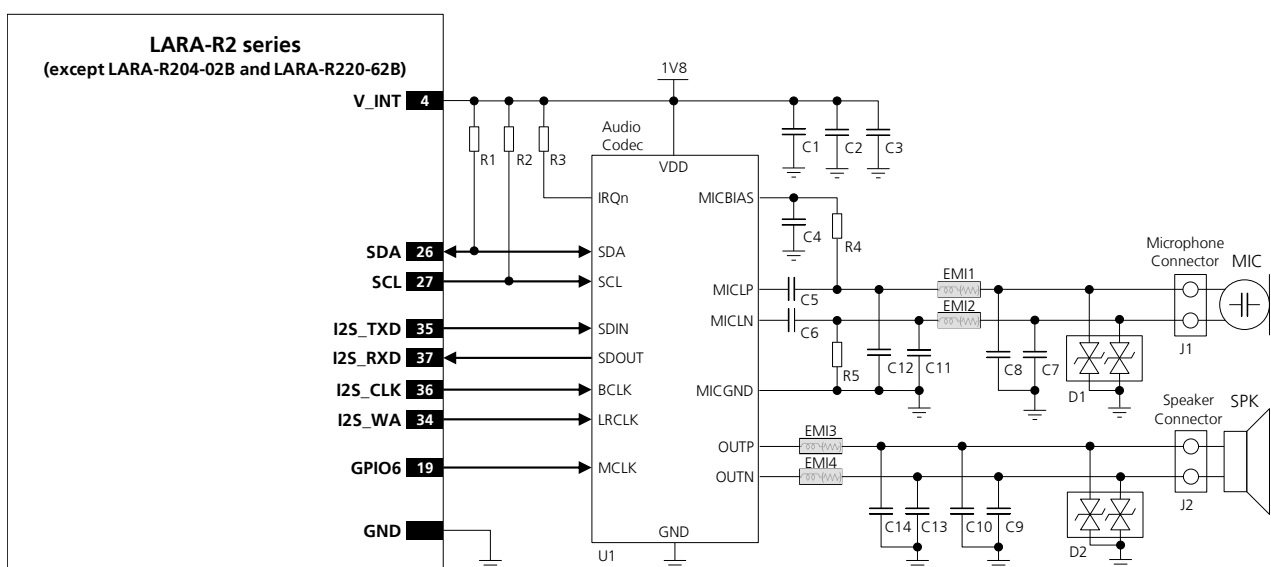 LARA-R2 series
(except LARA-R204-02B and LARA-R220-62B)
V_INT 4
1V8
R1
R2
R3
Audio
Codec
C1
C2
C3
VDD
IRQn
MICBIAS
C4
R4
SDA 26
SDA
SCL 27
SCL
Microphone
Connector
MIC
MICLP
C5
EMI1
MICLN
C6
EMI2
J1
I2S_TXD 35
SDIN
I2S_RXD 37
SDOUT
R5
C12
C11
C8
C7
D1
I2S_CLK 36
BCLK
MICGND
I2S_WA 34
LRCLK
Speaker
Connector
SPK
OUTP
EMI3
GPIO6 19
MCLK
OUTN
EMI4
J2
GND
GND
C14
C13
C10
C9
D2
U1